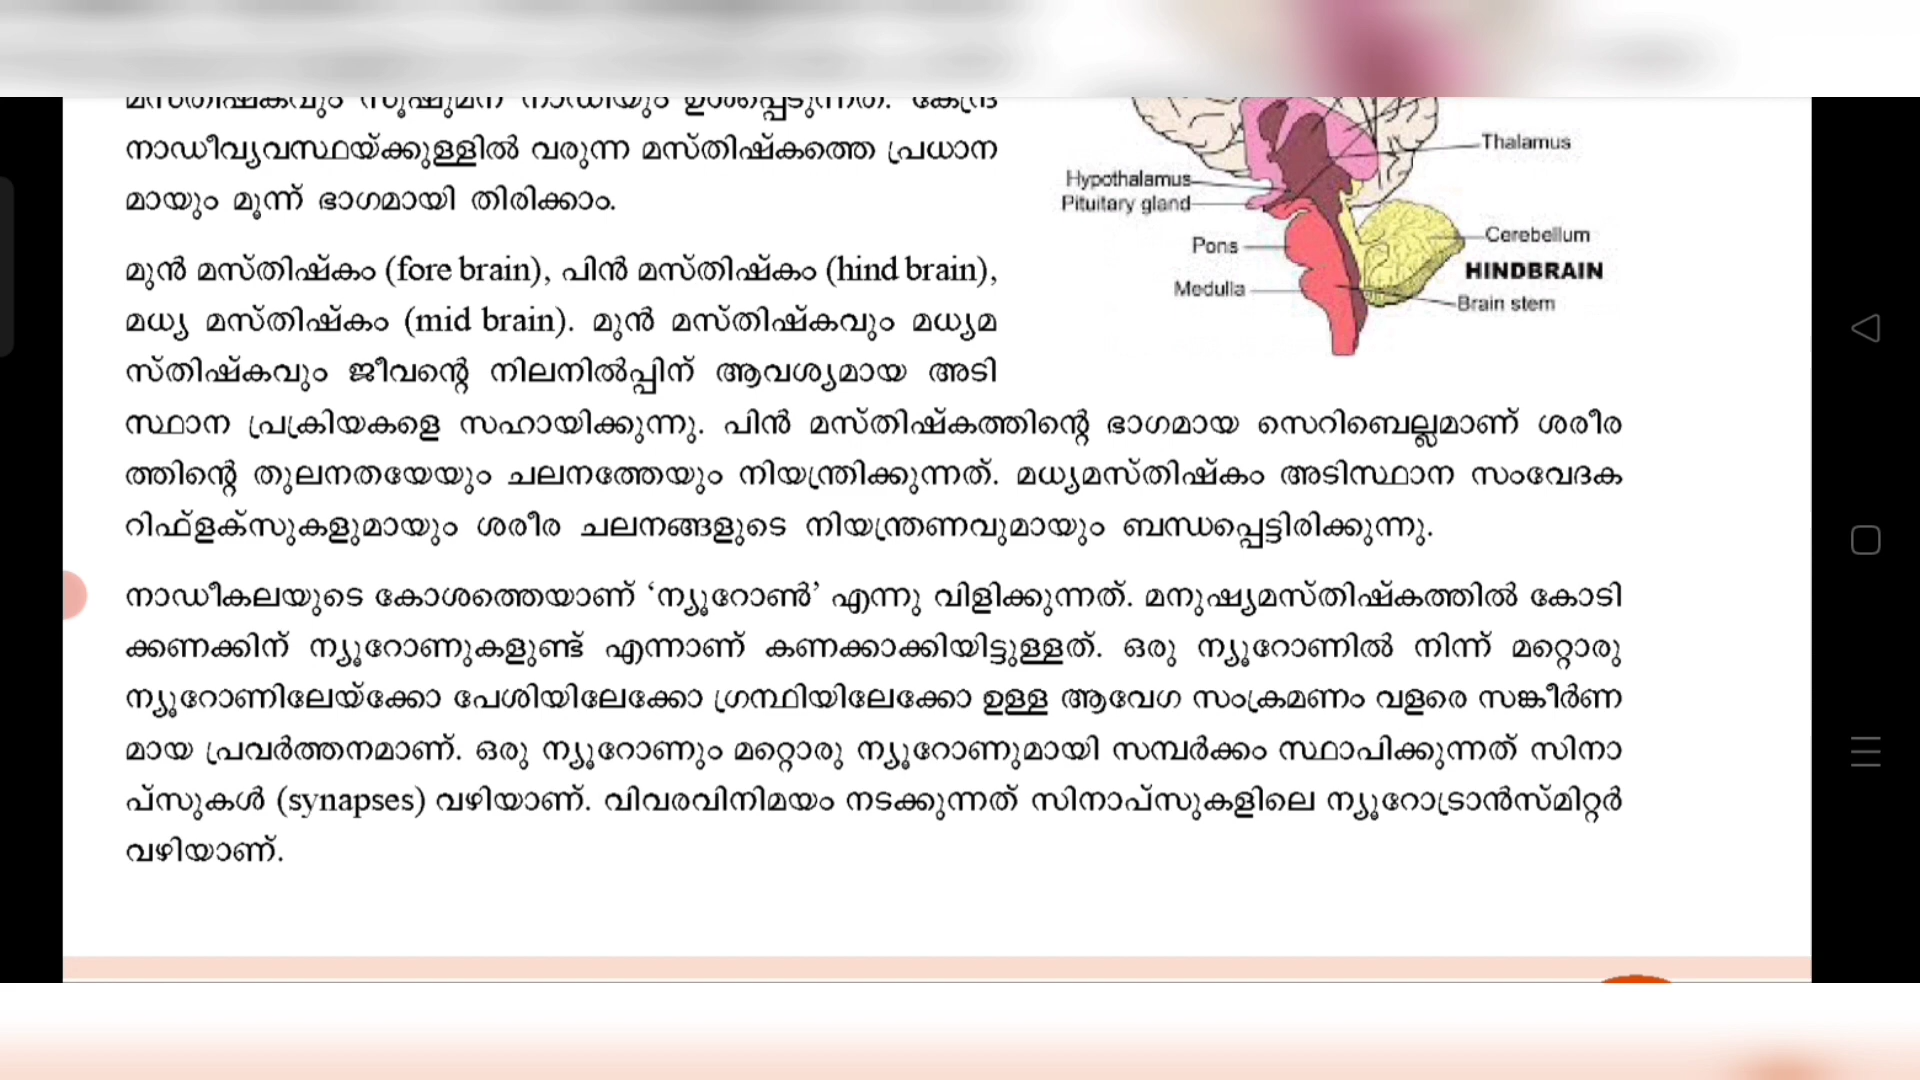 മസ്തിഷ്കവും സുഷുമ്ന നാഡിയും ഉൾപ്പെടുന്നത്. കേന്ദ്ര
നാഡീവ്യവസ്ഥയ്ക്കുള്ളിൽ വരുന്ന മസ്തിഷ്കത്തെ പ്രധാന
മായും മൂന്ന് ഭാഗമായി തിരിക്കാം.
മുൻ മസ്തിഷ്കം (fore brain), പിൻ മസ്തിഷ്കം (hind brain),
മധ്യ മസ്തിഷ്കം (mid brain). മുൻ മസ്തിഷ്കവും മധ്യമ
സ്തിഷ്കവും ജീവന്റെ നിലനിൽപ്പിന് ആവശ്യമായ അടി
സ്ഥാന പ്രക്രിയകളെ സഹായിക്കുന്നു. പിൻ മസ്തിഷ്കത്തിന്റെ ഭാഗമായ സെറിബെല്ലമാണ് ശരീര
ത്തിന്റെ തുലനതയേയും ചലനത്തേയും നിയന്ത്രിക്കുന്നത്. മധ്യമസ്തിഷ്കം അടിസ്ഥാന സംവേദക
റിഫ്ളക്സുകളുമായും ശരീര ചലനങ്ങളുടെ നിയന്ത്രണവുമായും ബന്ധപ്പെട്ടിരിക്കുന്നു.
നാഡീകലയുടെ കോശത്തെയാണ് ‘ന്യൂറോൺ’ എന്നു വിളിക്കുന്നത്. മനുഷ്യമസ്തിഷ്കത്തിൽ കോടി
ക്കണക്കിന് ന്യൂറോണുകളുണ്ട് എന്നാണ് കണക്കാക്കിയിട്ടുള്ളത്. ഒരു ന്യൂറോണിൽ നിന്ന് മറ്റൊരു
ന്യൂറോണിലേയ്ക്കോ പേശിയിലേക്കോ ഗ്രന്ഥിയിലേക്കോ ഉള്ള ആവേഗ സംക്രമണം വളരെ സങ്കീർണ
മായ പ്രവർത്തനമാണ്. ഒരു ന്യൂറോണും മറ്റൊരു ന്യൂറോണുമായി സമ്പർക്കം സ്ഥാപിക്കുന്നത് സിനാ
പ്സുകൾ (synapses) വഴിയാണ്. വിവരവിനിമയം നടക്കുന്നത് സിനാപ്സുകളിലെ ന്യൂറോട്രാൻസ്മിറ്റർ
വഴിയാണ്.
Thalamus
Hypothalamus
Pituitary gland
Pons
Cerebellum
HINDBRAIN
Medulla
Brain stem